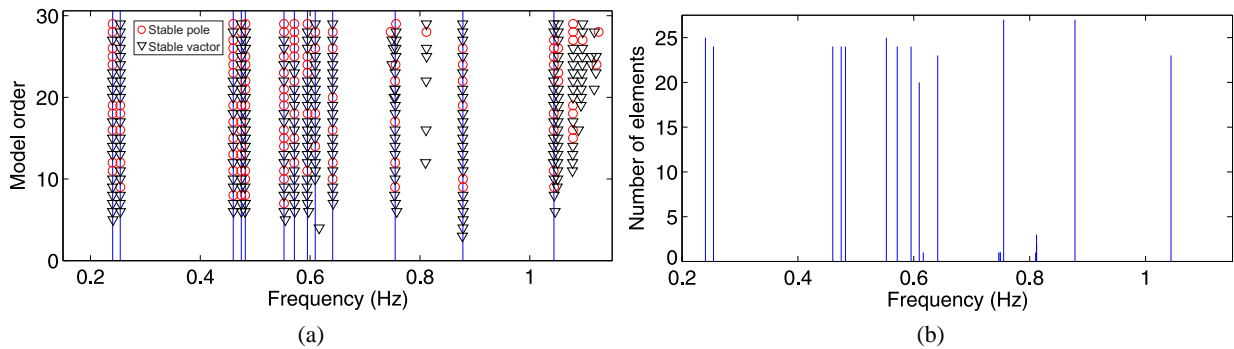 30
20
10
0
Model order
Stable pole
Stable vactor
0.2
0.4
0.6
0.8
1
Frequency (Hz)
(a)
25
20
15
10
5
0
Number of elements
0.2
0.4
0.6
0.8
1
Frequency (Hz)
(b)